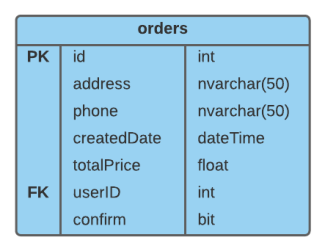 orders
PK id int
address nvarchar(50)
phone nvarchar(50)
createdDate dateTime
totalPrice float
FK userID int
confirm bit